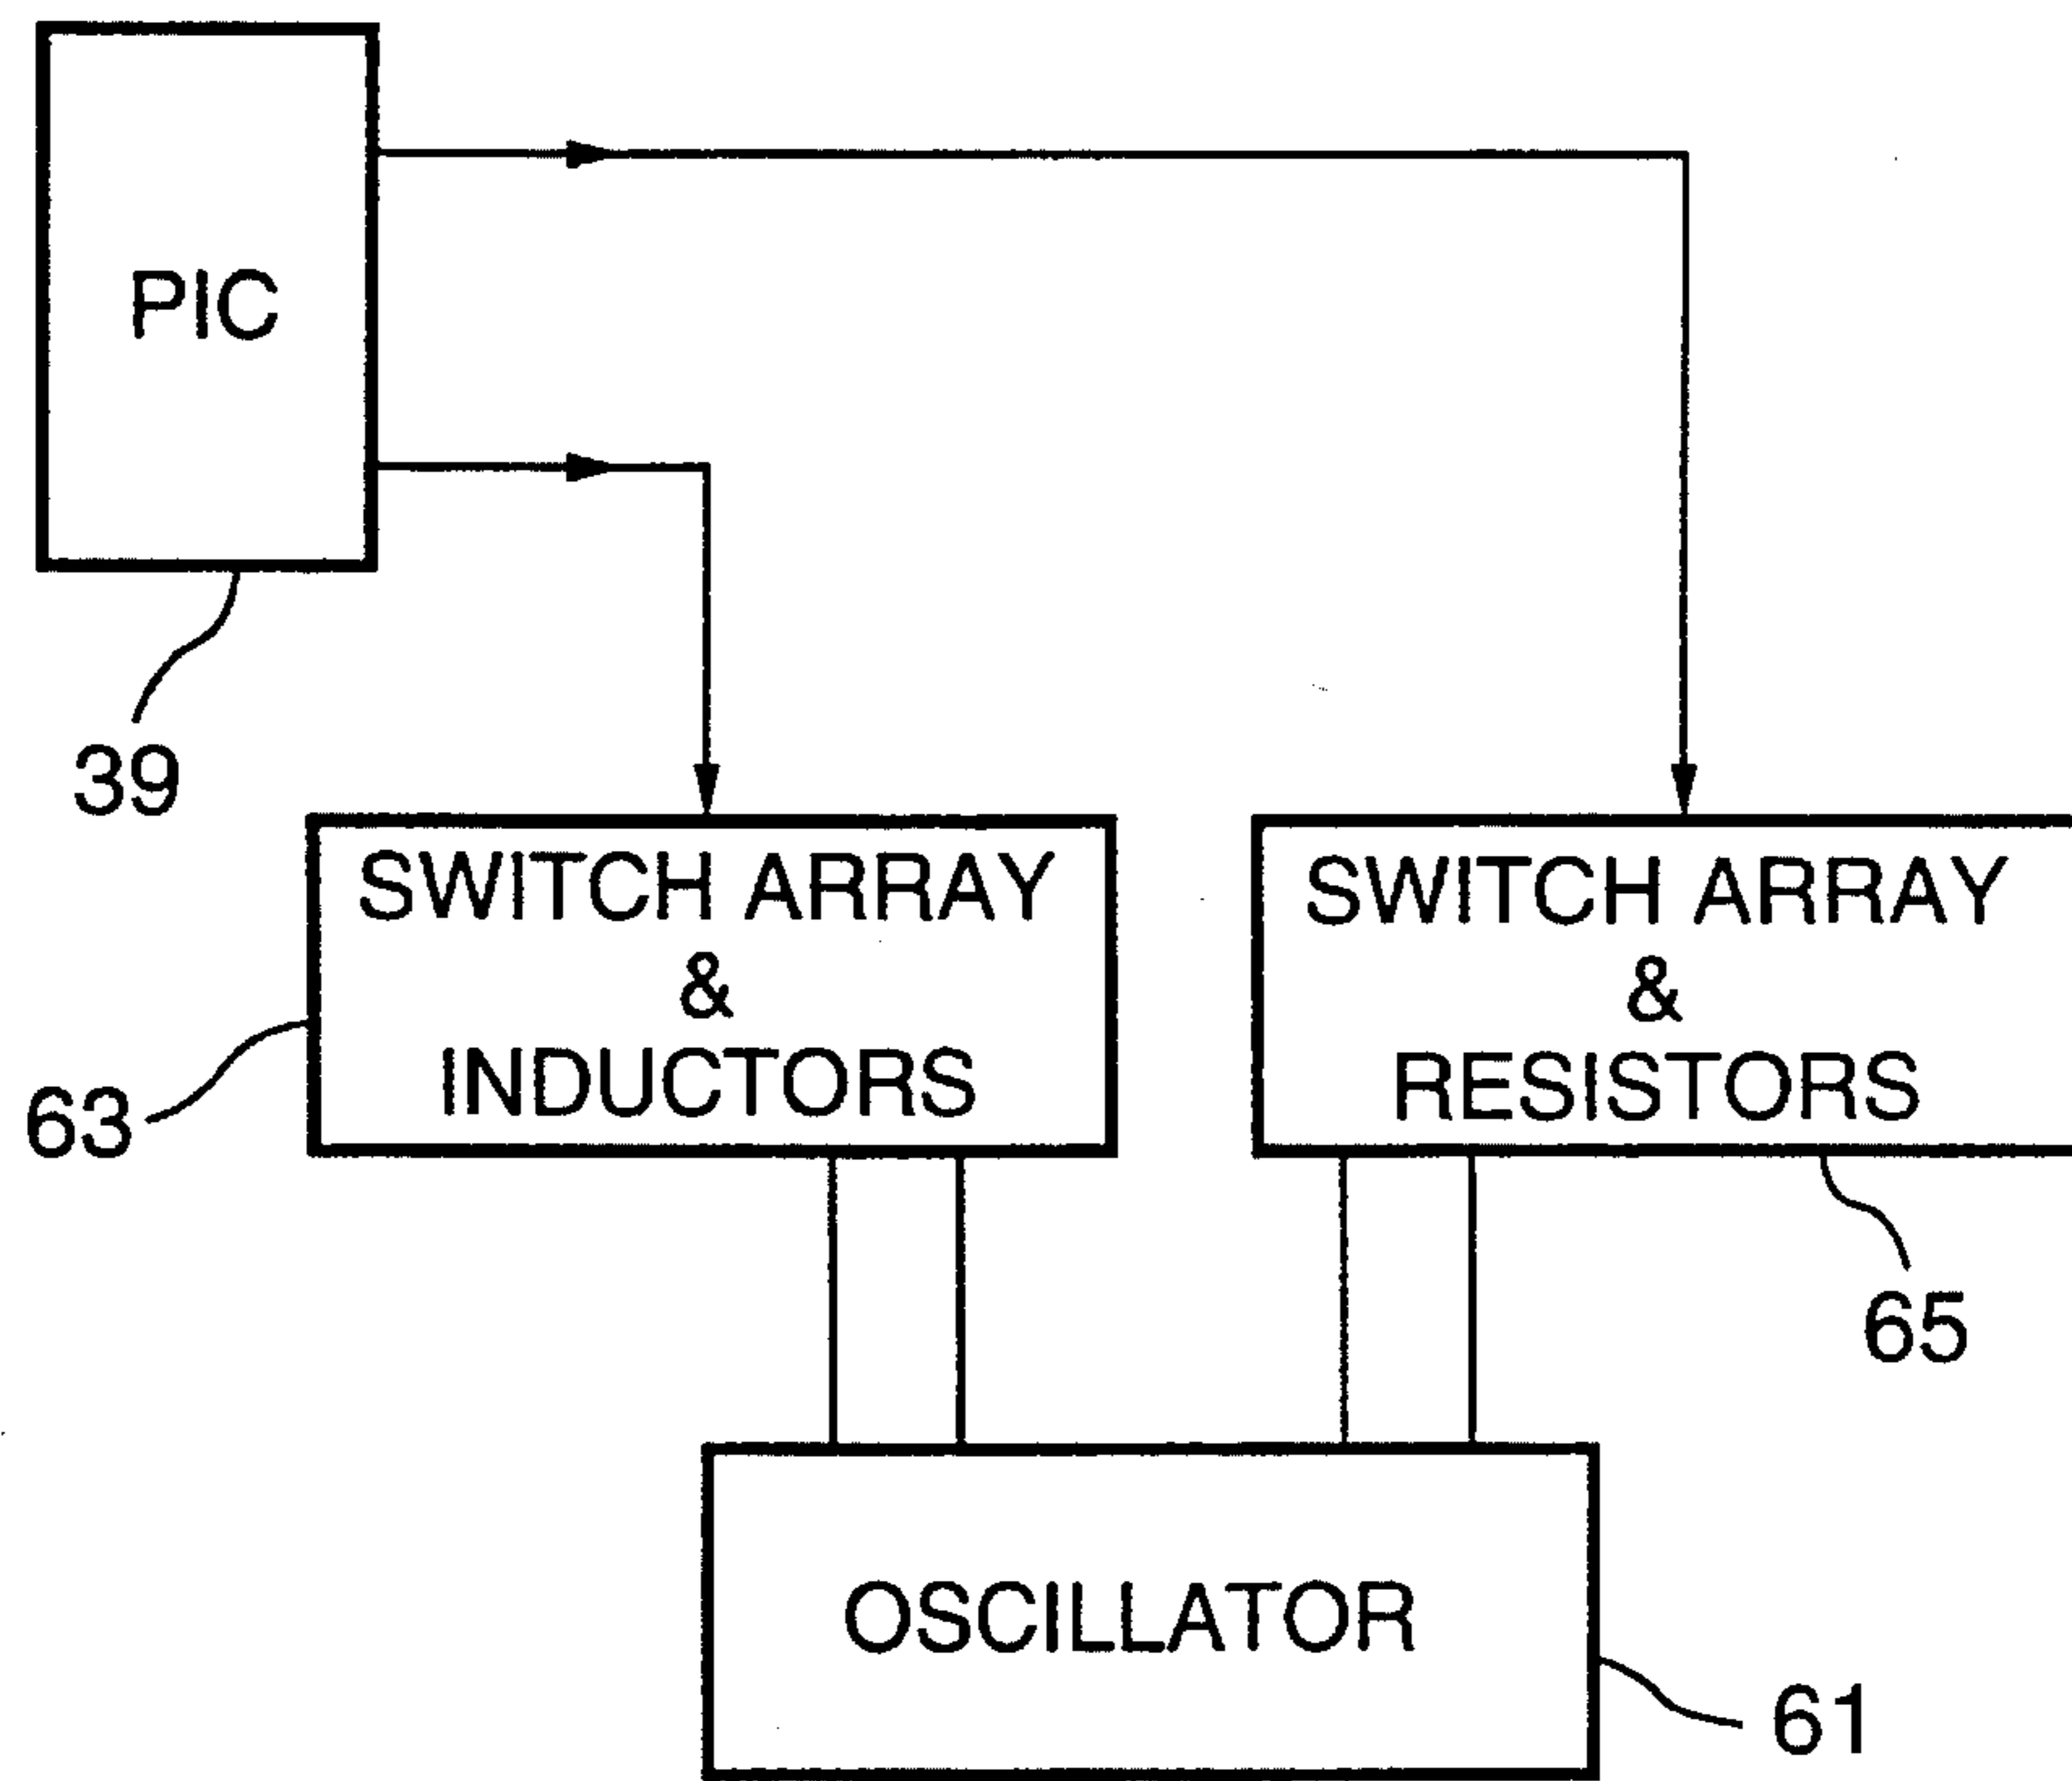 PIC
39
SWITCH ARRAY
&
INDUCTORS
63
SWITCH ARRAY
&
RESISTORS
65
OSCILLATOR
61